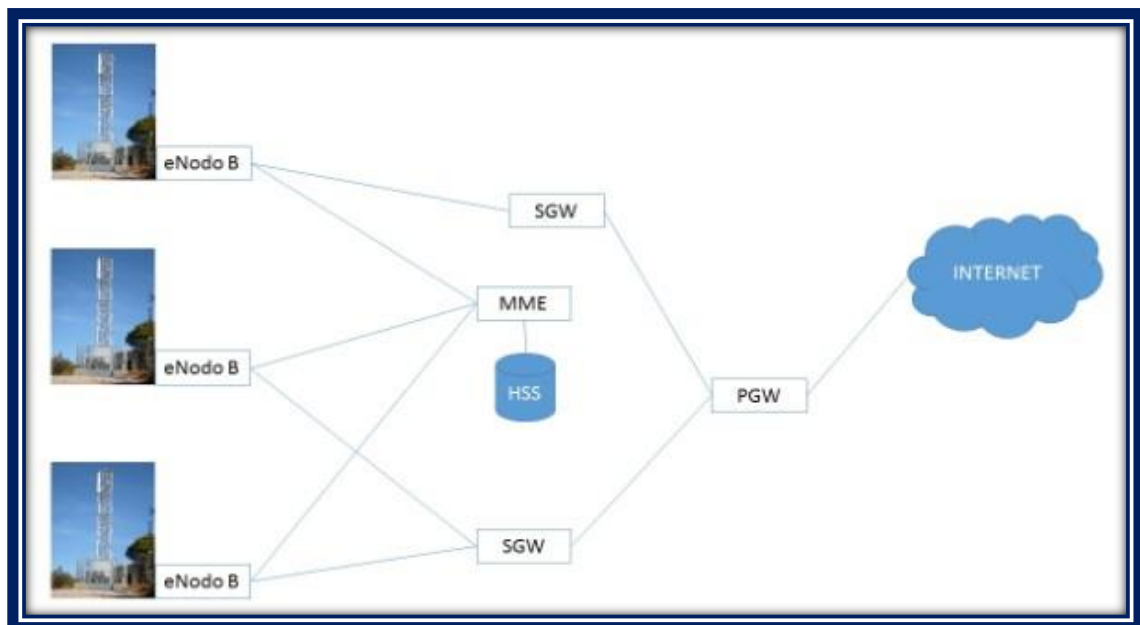 eNodo B
SGW
INTERNET
MME
eNodo B
HSS
PGW
SGW
eNodo B